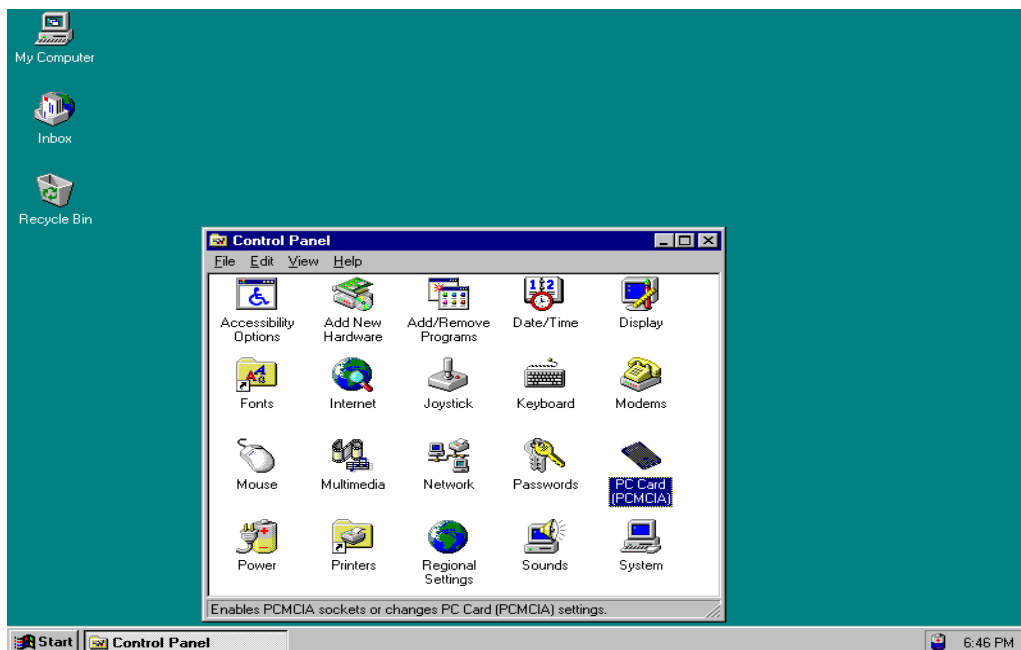 My Computer
Inbox
Recycle Bin
Control Panel
File Edit View Help
Accessibility Options
Add New Hardware
Add/Remove Programs
Date/Time
Display
Fonts
Internet
Joystick
Keyboard
Modems
Mouse
Multimedia
Network
Passwords
PC Card (PCMCIA)
Power
Printers
Regional Settings
Sounds
System
Enables PCMCIA sockets or changes PC Card (PCMCIA) settings.
Start Control Panel 6:46 PM